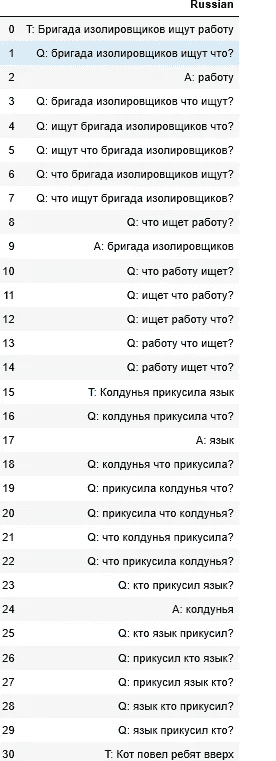 Russian
0 T: Бригада изолировщиков ищут работу
1 Q: бригада изолировщиков ищут что?
2 A: работу
3 Q: бригада изолировщиков что ищут?
4 Q: ищут бригада изолировщиков что?
5 Q: ищут что бригада изолировщиков?
6 Q: что бригада изолировщиков ищут?
7 Q: что ищут бригада изолировщиков?
8 Q: что ищет работу?
9 A: бригада изолировщиков
10 Q: что работу ищет?
11 Q: ищет что работу?
12 Q: ищет работу что?
13 Q: работу что ищет?
14 Q: работу ищет что?
15 T: Колдунья прикусила язык
16 Q: колдунья прикусила что?
17 A: язык
18 Q: колдунья что прикусила?
19 Q: прикусила колдунья что?
20 Q: прикусила что колдунья?
21 Q: что колдунья прикусила?
22 Q: что прикусила колдунья?
23 Q: кто прикусил язык?
24 A: колдунья
25 Q: кто язык прикусил?
26 Q: прикусил кто язык?
27 Q: прикусил язык кто?
28 Q: язык кто прикусил?
29 Q: язык прикусил кто?
30 T: Кот повел ребят вверх